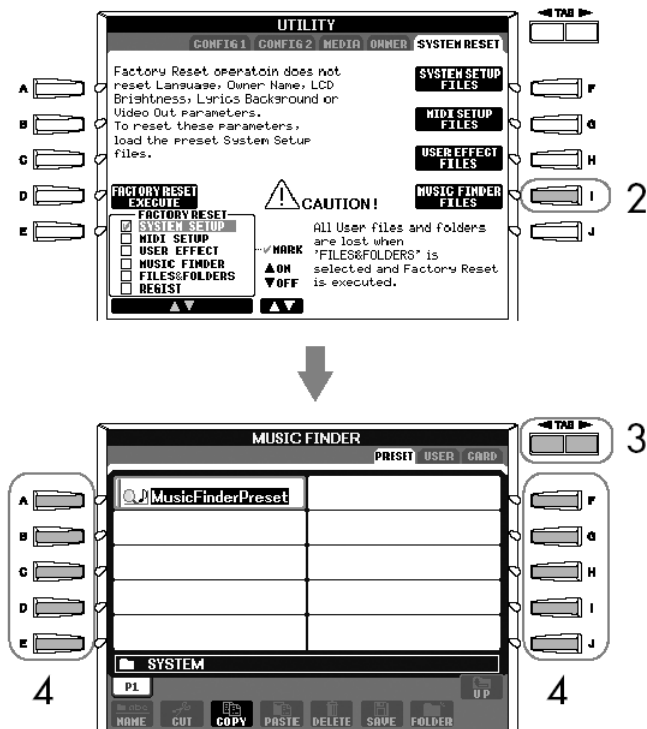 UTILITY
TAB
CONFIG 1 CONFIG 2 MEDIA OWNER SYSTEM RESET
Factory Reset operatoin does not
reset Language, Owner Name, LCD
Brightness, Lyrics Background or
Video Out parameters.
To reset these parameters,
load the preset System Setup
files.
SYSTEM SETUP
FILES
MIDI SETUP
FILES
USER EFFECT
FILES
MUSIC FINDER
FILES
A
B
C
D
E
F
G
H
I
J
2
FACTORY RESET
EXECUTE
FACTORY RESET
SYSTEM SETUP
MIDI SETUP
USER EFFECT
MUSIC FINDER
FILES&FOLDERS
REGIST
MARK
▲ON
▼OFF
CAUTION!
All User files and folders
are lost when
"FILES&FOLDERS" is
selected and Factory Reset
is executed.
MUSIC FINDER
TAB
3
PRESET USER CARD
MusicFinderPreset
A
B
C
D
E
F
G
H
I
J
SYSTEM
4
4
P1
UP
abc
NAME CUT COPY PASTE DELETE SAVE FOLDER